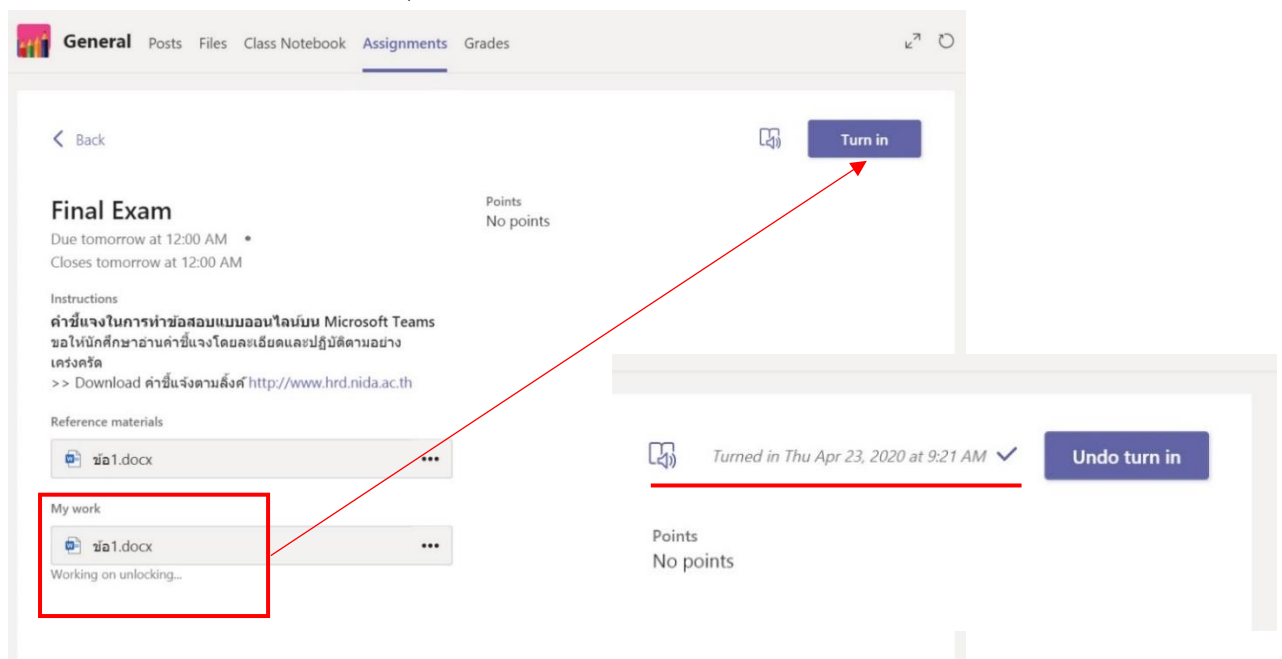 General Posts Files Class Notebook Assignments Grades
Back
Turn in
Final Exam
Due tomorrow at 12:00 AM •
Closes tomorrow at 12:00 AM
Points
No points
Instructions
คำชี้แจงในการทำข้อสอบแบบออนไลน์บน Microsoft Teams
ขอให้นักศึกษาอ่านคำชี้แจงโดยละเอียดและปฏิบัติตามอย่าง
เคร่งครัด
>> Download คำชี้แจ้งตามลิ้งค์ http://www.hrd.nida.ac.th
Reference materials
ข้อ1.docx
My work
ข้อ1.docx
Working on unlocking...
Turned in Thu Apr 23, 2020 at 9:21 AM
Undo turn in
Points
No points